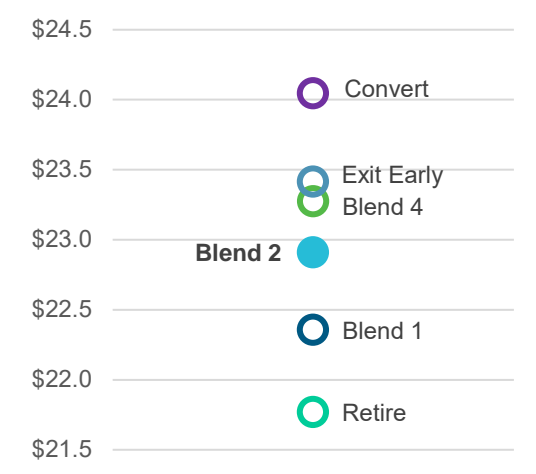 $24.5
Convert
$24.0
$23.5
Exit Early
Blend 4
$23.0
Blend 2
$22.5
Blend 1
$22.0
Retire
$21.5